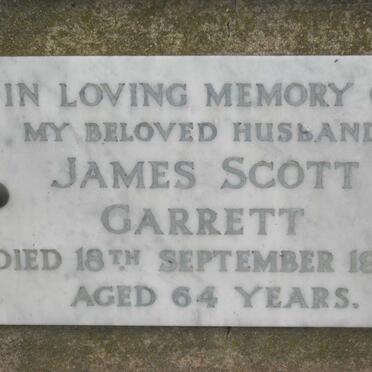 IN LOVING MEMORY
MY BELOVED HUSBAND
JAMES SCOTT
GARRETT
DIED 18TH SEPTEMBER
AGED 64 YEARS.